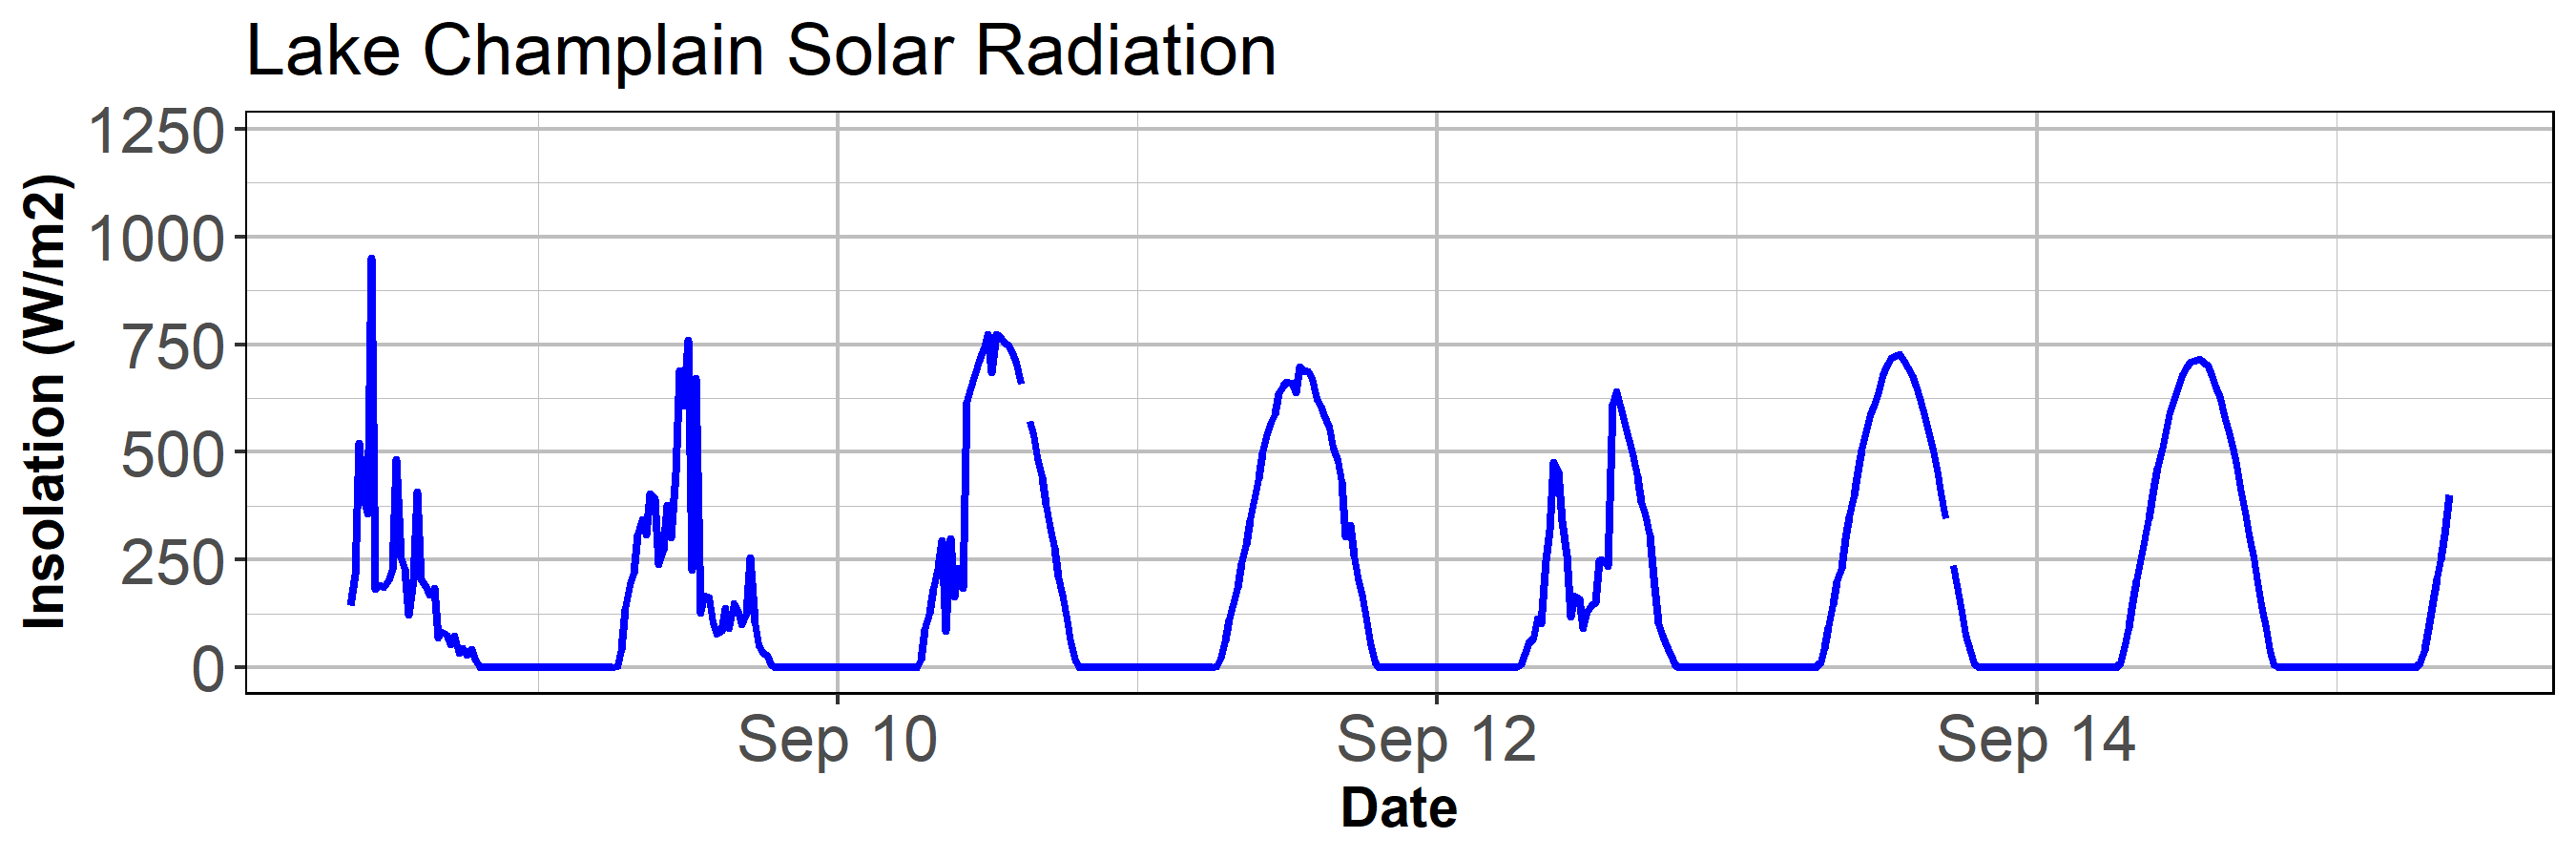 Lake Champlain Solar Radiation
1250
1000
750
500
250
0
Insolation (W/m2)
Sep 10
Sep 12
Sep 14
Date